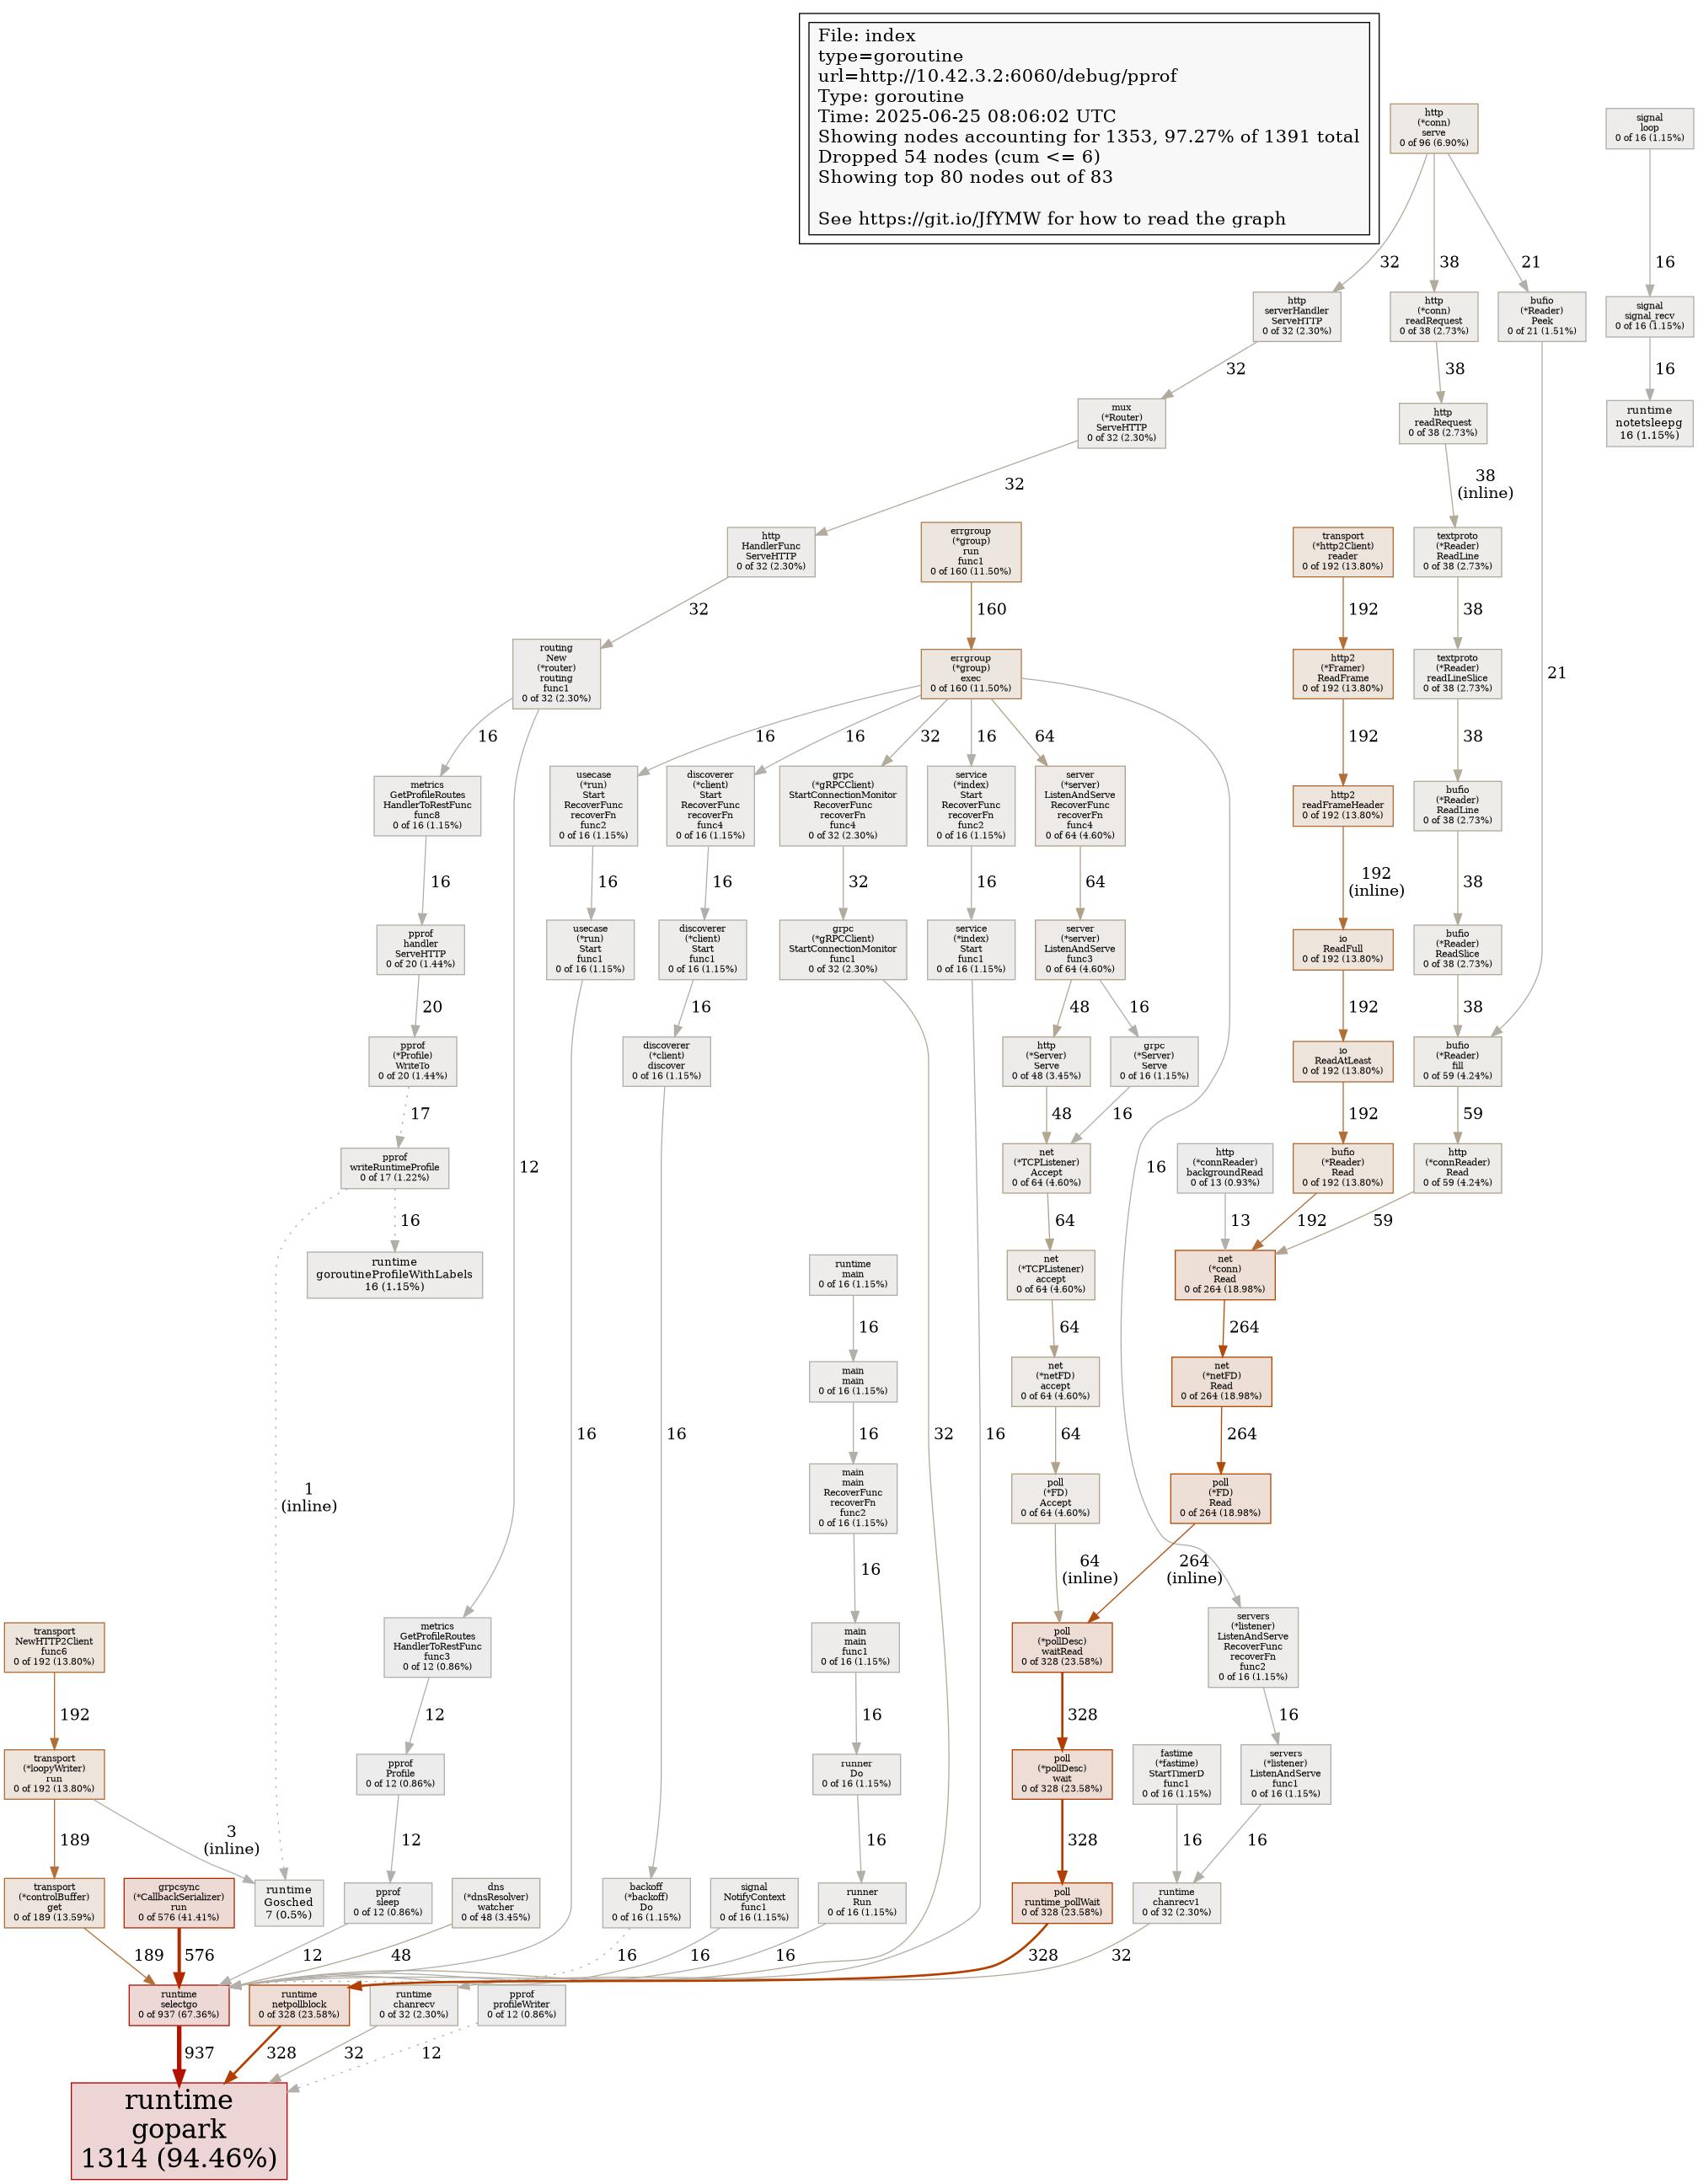 File: index
type=goroutine
url=http://10.42.3.2:6060/debug/pprof
Type: goroutine
Time: 2025-06-25 08:06:02 UTC
Showing nodes accounting for 1353, 97.27% of 1391 total
Dropped 54 nodes (cum <= 6)
Showing top 80 nodes out of 83
See https://git.io/JfYMW for how to read the graph
http
(*conn)
serve
0 of 96 (6.90%)
signal
loop
0 of 16 (1.15%)
32
38
21
16
http
serverHandler
ServeHTTP
0 of 32 (2.30%)
http
(*conn)
readRequest
0 of 38 (2.73%)
bufio
(*Reader)
Peek
0 of 21 (1.51%)
signal
signal_recv
0 of 16 (1.15%)
32
38
16
mux
(*Router)
ServeHTTP
0 of 32 (2.30%)
http
readRequest
0 of 38 (2.73%)
runtime
notetsleepg
16 (1.15%)
32
38
(inline)
http
HandlerFunc
ServeHTTP
0 of 32 (2.30%)
errgroup
(*group)
run
func1
0 of 160 (11.50%)
transport
(*http2Client)
reader
0 of 192 (13.80%)
textproto
(*Reader)
ReadLine
0 of 38 (2.73%)
32
160
192
38
routing
New
(*router)
routing
func1
0 of 32 (2.30%)
errgroup
(*group)
exec
0 of 160 (11.50%)
http2
(*Framer)
ReadFrame
0 of 192 (13.80%)
textproto
(*Reader)
readLineSlice
0 of 38 (2.73%)
21
16
16
16
32
16
64
192
38
metrics
GetProfileRoutes
HandlerToRestFunc
func8
0 of 16 (1.15%)
usecase
(*run)
Start
RecoverFunc
recoverFn
func2
0 of 16 (1.15%)
discoverer
(*client)
Start
RecoverFunc
recoverFn
func4
0 of 16 (1.15%)
grpc
(*gRPCClient)
StartConnectionMonitor
RecoverFunc
recoverFn
func4
0 of 32 (2.30%)
service
(*index)
Start
RecoverFunc
recoverFn
func2
0 of 16 (1.15%)
server
(*server)
ListenAndServe
RecoverFunc
recoverFn
func4
0 of 64 (4.60%)
http2
readFrameHeader
0 of 192 (13.80%)
bufio
(*Reader)
ReadLine
0 of 38 (2.73%)
16
16
16
32
16
64
192
(inline)
38
pprof
handler
ServeHTTP
0 of 20 (1.44%)
usecase
(*run)
Start
func1
0 of 16 (1.15%)
discoverer
(*client)
Start
func1
0 of 16 (1.15%)
grpc
(*gRPCClient)
StartConnectionMonitor
func1
0 of 32 (2.30%)
service
(*index)
Start
func1
0 of 16 (1.15%)
server
(*server)
ListenAndServe
func3
0 of 64 (4.60%)
io
ReadFull
0 of 192 (13.80%)
bufio
(*Reader)
ReadSlice
0 of 38 (2.73%)
20
16
48
16
192
38
pprof
(*Profile)
WriteTo
0 of 20 (1.44%)
discoverer
(*client)
discover
0 of 16 (1.15%)
http
(*Server)
Serve
0 of 48 (3.45%)
grpc
(*Server)
Serve
0 of 16 (1.15%)
io
ReadAtLeast
0 of 192 (13.80%)
bufio
(*Reader)
fill
0 of 59 (4.24%)
17
48
16
192
59
pprof
writeRuntimeProfile
0 of 17 (1.22%)
12
net
(*TCPListener)
Accept
0 of 64 (4.60%)
16
http
(*connReader)
backgroundRead
0 of 13 (0.93%)
bufio
(*Reader)
Read
0 of 192 (13.80%)
http
(*connReader)
Read
0 of 59 (4.24%)
16
64
13
192
59
runtime
goroutineProfileWithLabels
16 (1.15%)
runtime
main
0 of 16 (1.15%)
net
(*TCPListener)
accept
0 of 64 (4.60%)
net
(*conn)
Read
0 of 264 (18.98%)
16
64
264
main
main
0 of 16 (1.15%)
net
(*netFD)
accept
0 of 64 (4.60%)
net
(*netFD)
Read
0 of 264 (18.98%)
16
16
16
32
16
64
264
1
(inline)
main
main
RecoverFunc
recoverFn
func2
0 of 16 (1.15%)
poll
(*FD)
Accept
0 of 64 (4.60%)
poll
(*FD)
Read
0 of 264 (18.98%)
16
64
(inline)
264
(inline)
transport
NewHTTP2Client
func6
0 of 192 (13.80%)
metrics
GetProfileRoutes
HandlerToRestFunc
func3
0 of 12 (0.86%)
main
main
func1
0 of 16 (1.15%)
poll
(*pollDesc)
waitRead
0 of 328 (23.58%)
servers
(*listener)
ListenAndServe
RecoverFunc
recoverFn
func2
0 of 16 (1.15%)
192
12
16
328
16
transport
(*loopyWriter)
run
0 of 192 (13.80%)
pprof
Profile
0 of 12 (0.86%)
runner
Do
0 of 16 (1.15%)
poll
(*pollDesc)
wait
0 of 328 (23.58%)
fastime
(*fastime)
StartTimerD
func1
0 of 16 (1.15%)
servers
(*listener)
ListenAndServe
func1
0 of 16 (1.15%)
189
3
(inline)
12
16
328
16
16
transport
(*controlBuffer)
get
0 of 189 (13.59%)
grpcsync
(*CallbackSerializer)
run
0 of 576 (41.41%)
runtime
Gosched
7 (0.5%)
pprof
sleep
0 of 12 (0.86%)
dns
(*dnsResolver)
watcher
0 of 48 (3.45%)
backoff
(*backoff)
Do
0 of 16 (1.15%)
signal
NotifyContext
func1
0 of 16 (1.15%)
runner
Run
0 of 16 (1.15%)
poll
runtime_pollWait
0 of 328 (23.58%)
runtime
chanrecv1
0 of 32 (2.30%)
189
576
12
48
16
16
16
328
32
runtime
selectgo
0 of 937 (67.36%)
runtime
netpollblock
0 of 328 (23.58%)
runtime
chanrecv
0 of 32 (2.30%)
pprof
profileWriter
0 of 12 (0.86%)
937
328
32
12
runtime
gopark
1314 (94.46%)